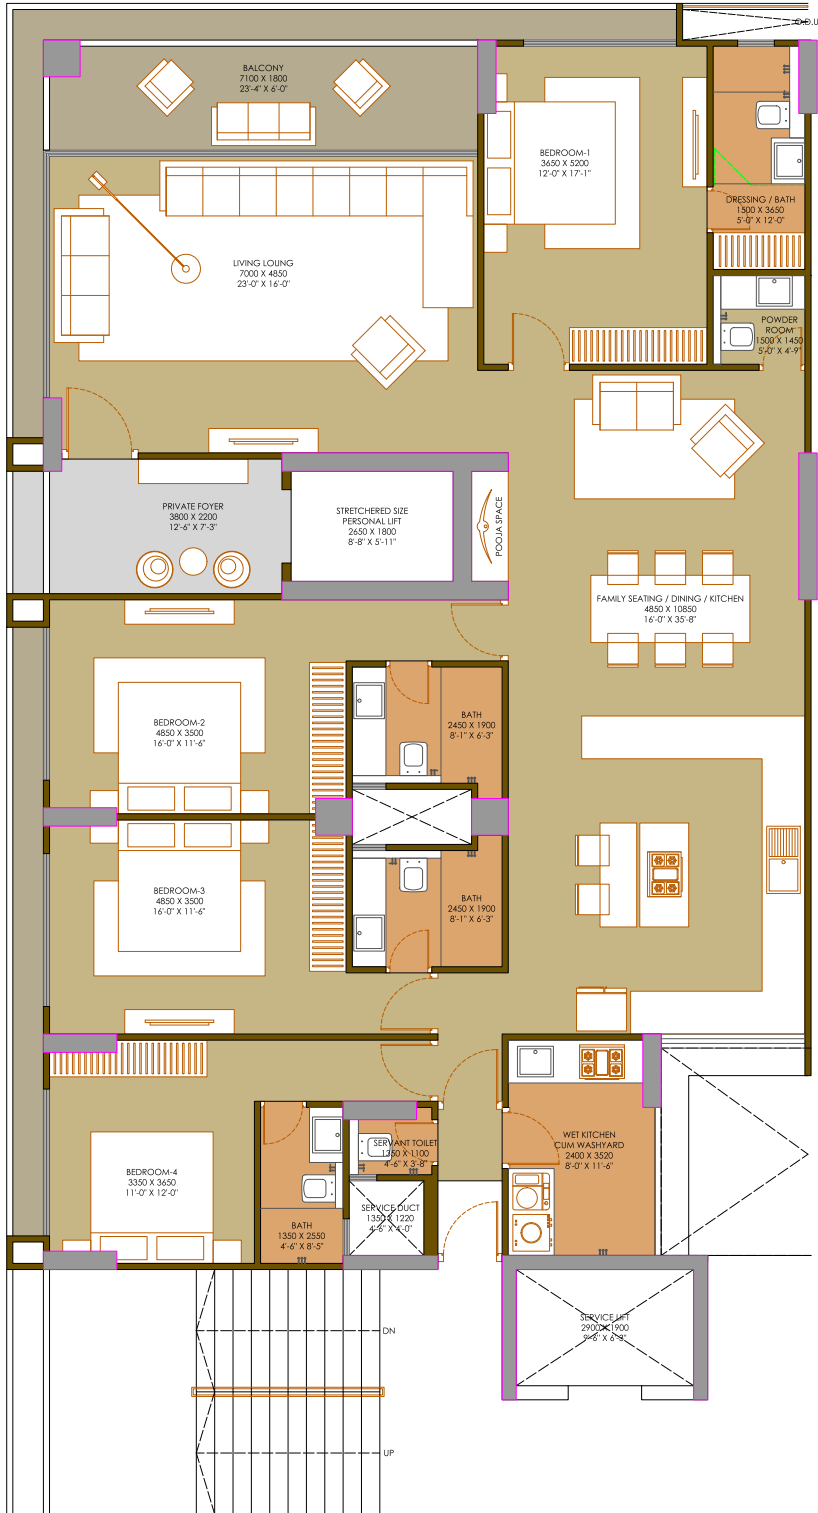 O.D.U
BALCONY
7100 X 1800
23'-4" X 6'-0"
BEDROOM-1
3650 X 5200
12'-0" X 17'-1"
DRESSING / BATH
1500 X 3650
5'-0" X 12'-0"
LIVING LOUNG
7000 X 4850
23'-0" X 16'-0"
POWDER
ROOM
1500 X 1450
5'-0" X 4'-9"
PRIVATE FOYER
3800 X 2200
12'-6" X 7'-3"
STRETCHERED SIZE
PERSONAL LIFT
2650 X 1800
8'-8" X 5'-11"
POOJA SPACE
FAMILY SEATING / DINING / KITCHEN
4850 X 10850
16'-0" X 35'-8"
BEDROOM-2
4850 X 3500
16'-0" X 11'-6"
BATH
2450 X 1900
8'-1" X 6'-3"
BEDROOM-3
4850 X 3500
16'-0" X 11'-6"
BATH
2450 X 1900
8'-1" X 6'-3"
SERVANT TOILET
1350 X 1100
4'-6" X 3'-8"
WET KITCHEN
CUM WASHYARD
2400 X 3520
8'-0" X 11'-6"
BEDROOM-4
3350 X 3650
11'-0" X 12'-0"
BATH
1350 X 2550
4'-6" X 8'-5"
SERVICE DUCT
1350 X 1220
4'-6" X 4'-0"
SERVICE LIFT
2900 X 1900
9'-6" X 6'-3"
DN
UP